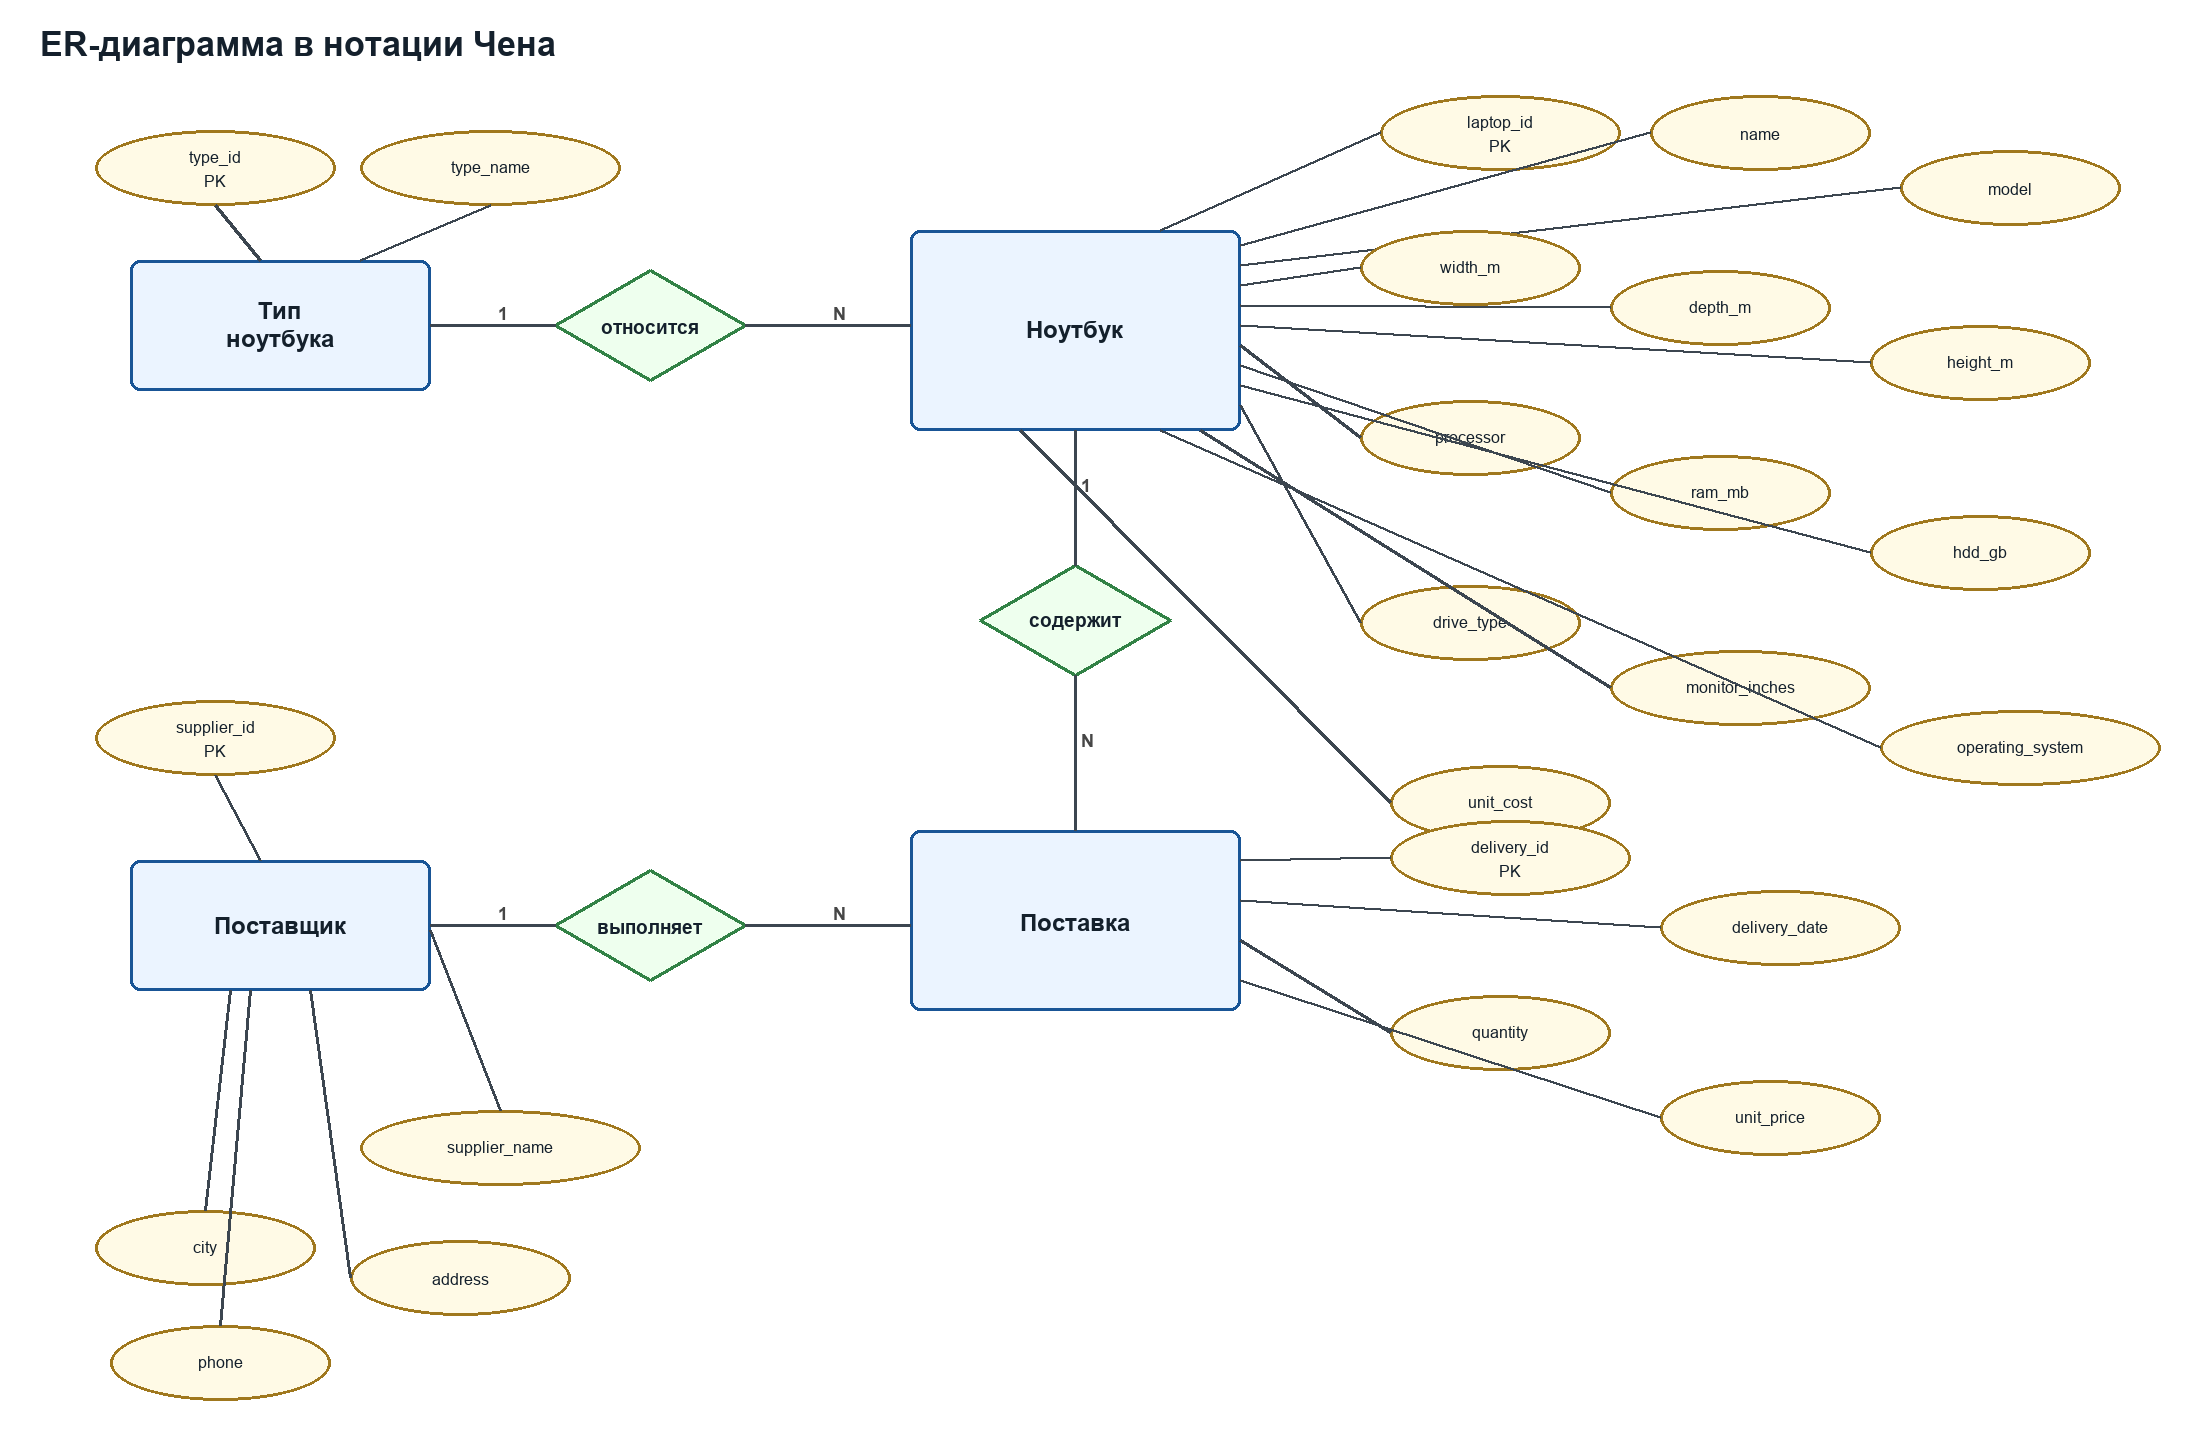 ER-диаграмма в нотации Чена
laptop_id
PK
name
type_id
PK
type_name
model
width_m
depth_m
Тип
ноутбука
1
относится
N
Ноутбук
height_m
processor
1
ram_mb
hdd_gb
содержит
drive_type
monitor_inches
supplier_id
PK
N
operating_system
unit_cost
delivery_id
PK
Поставщик
1
выполняет
N
Поставка
delivery_date
quantity
unit_price
supplier_name
city
address
phone